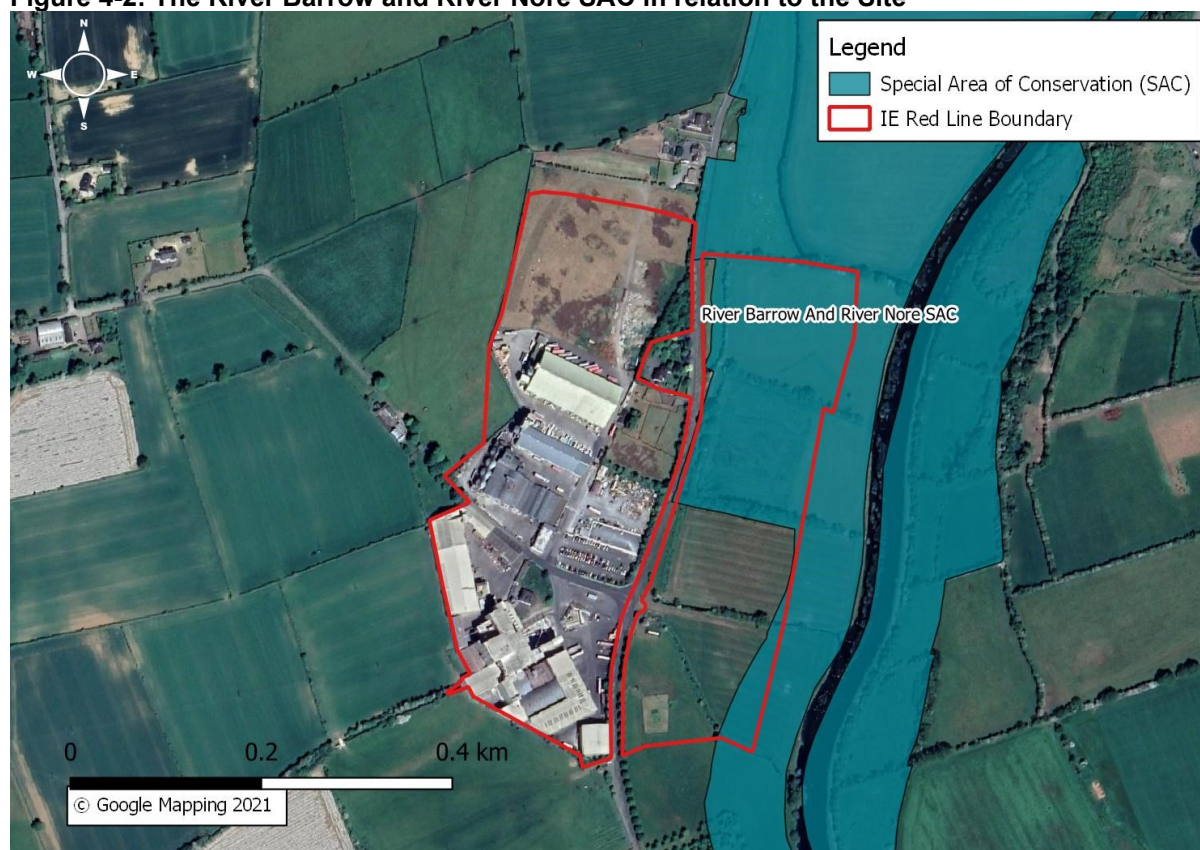 Figure 4-2: The River Barrow and River Nore SAC in relation to the Site
N
W
E
S
Legend
Special Area of Conservation (SAC)
IE Red Line Boundary
River Barrow And River Nore SAC
0
0.2
0.4 km
© Google Mapping 2021